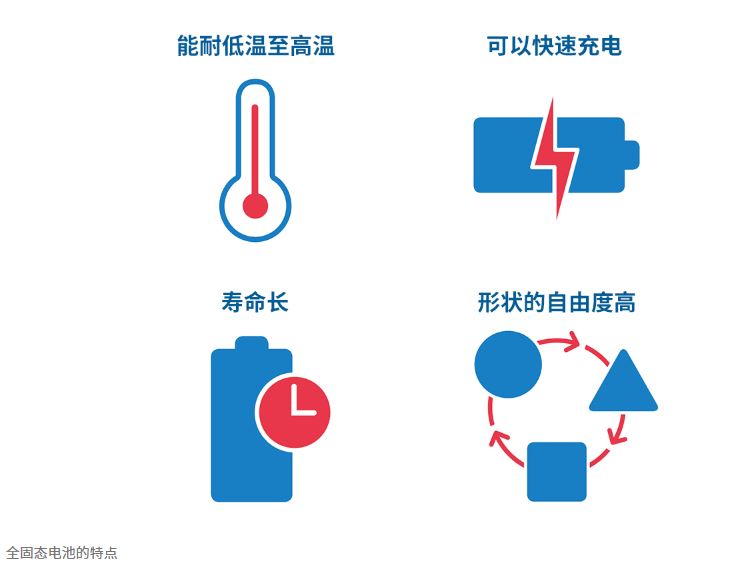 能耐低温至高温
可以快速充电
寿命长
形状的自由度高
全固态电池的特点